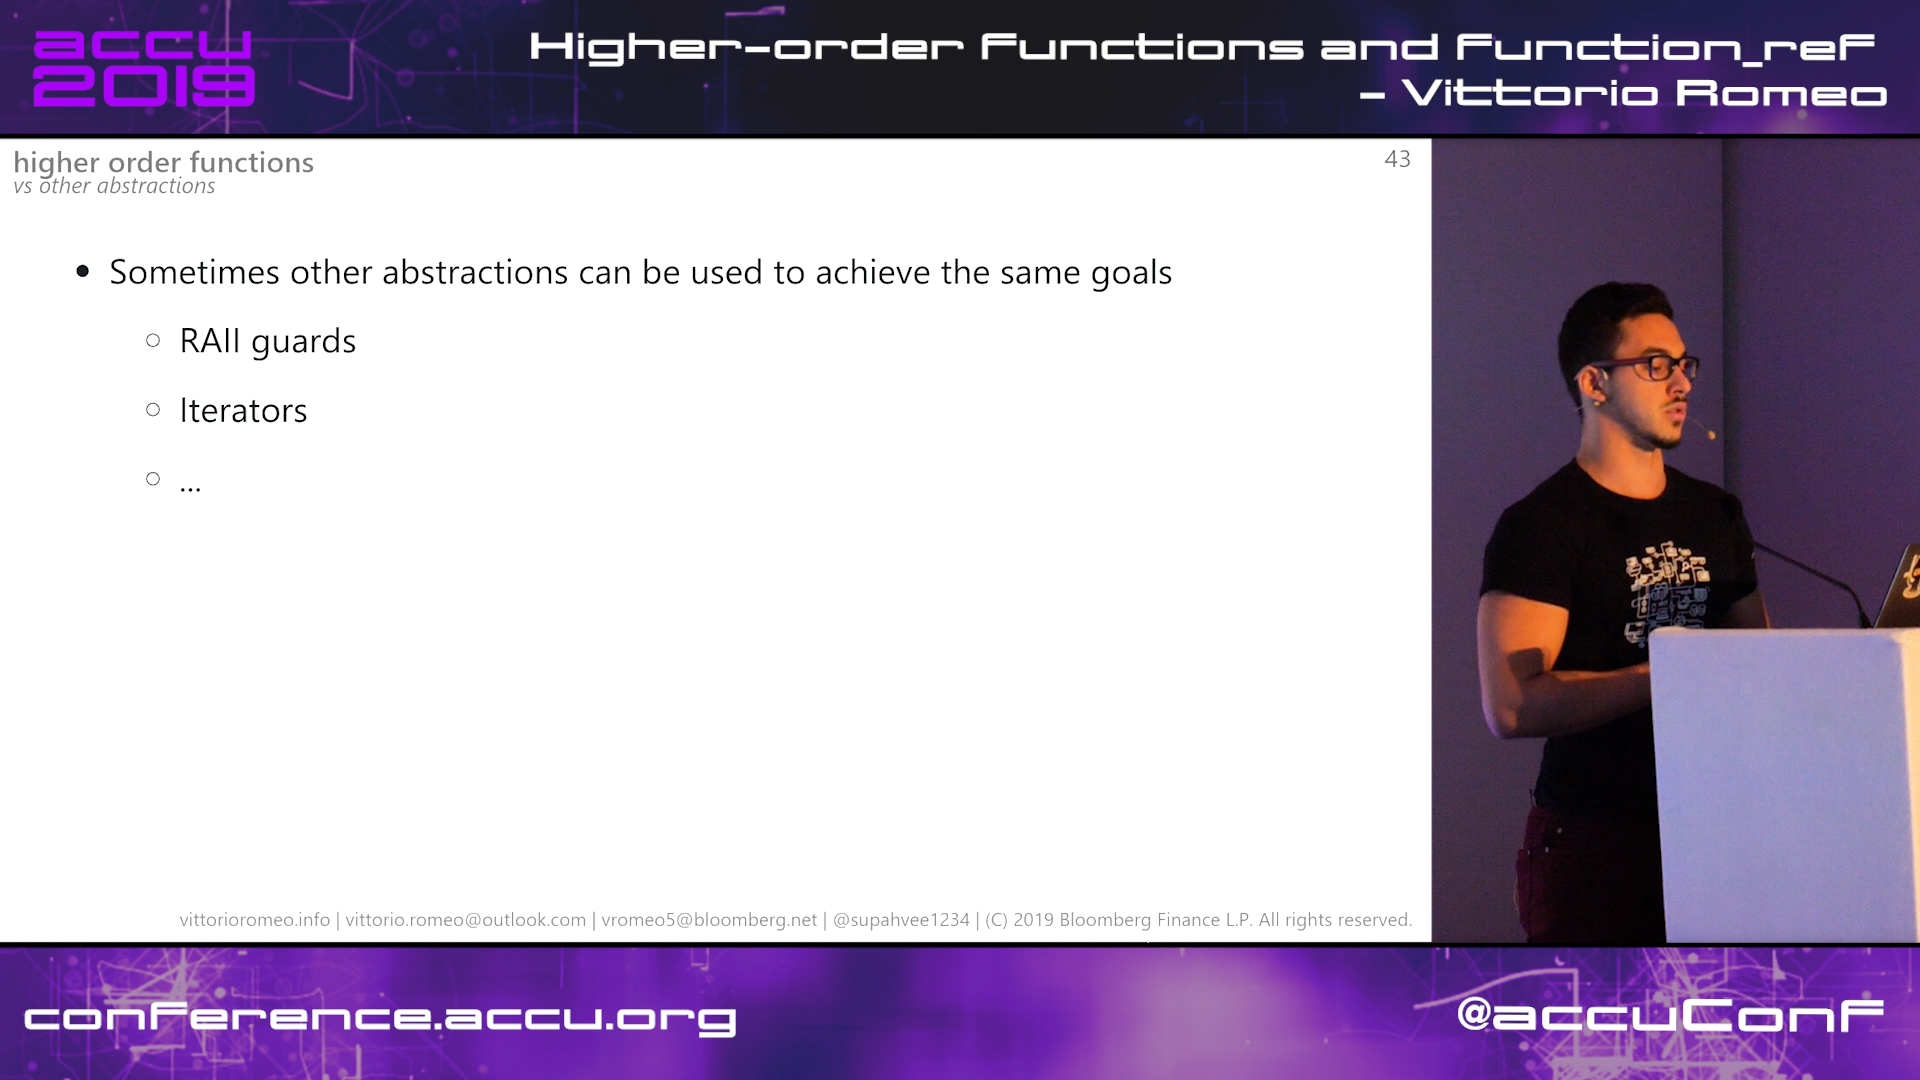 accu
2019
Higher-order Functions and Function_ref
- Vittorio Romeo
higher order functions
vs other abstractions
43
• Sometimes other abstractions can be used to achieve the same goals
○ RAII guards
○ Iterators
○ ...
vittorioromeo.info | vittorio.romeo@outlook.com | vromeo5@bloomberg.net | @supahvee1234 | (C) 2019 Bloomberg Finance L.P. All rights reserved.
conference.accu.org
@accuConf